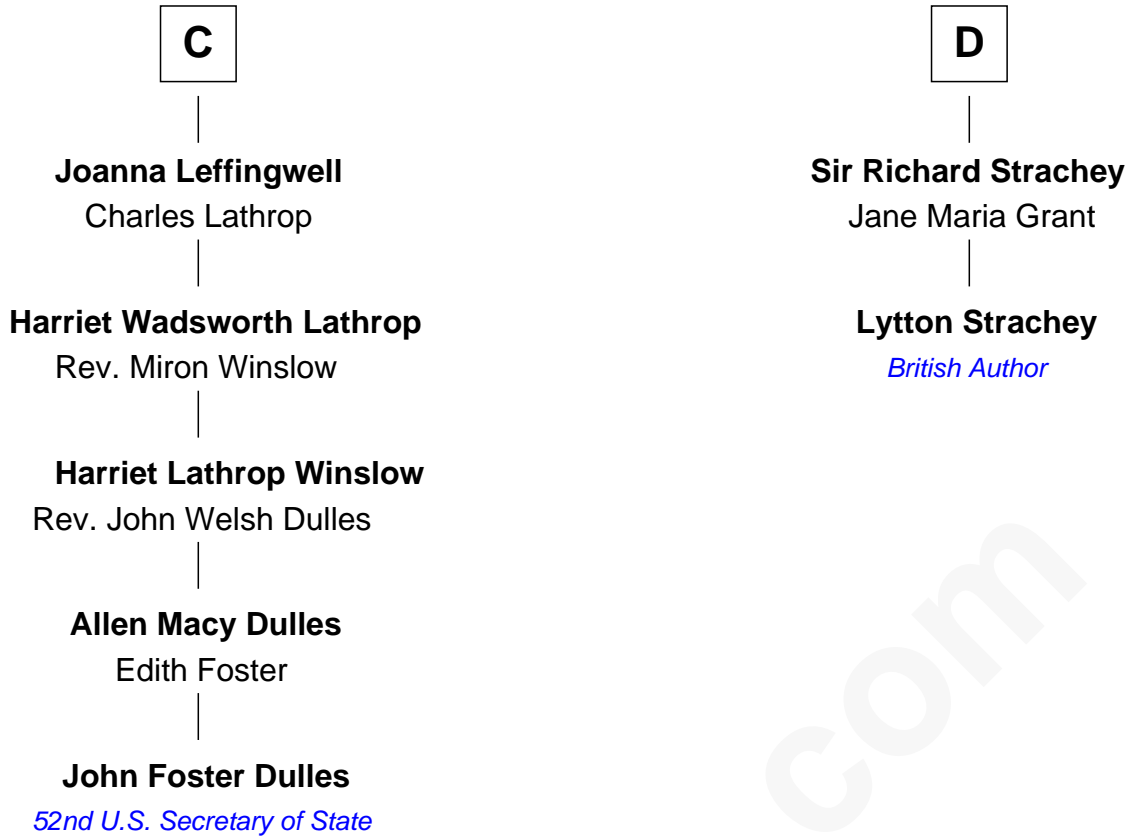 C
Joanna Leffingwell
Charles Lathrop
Harriet Wadsworth Lathrop
Rev. Miron Winslow
Harriet Lathrop Winslow
Rev. John Welsh Dulles
Allen Macy Dulles
Edith Foster
John Foster Dulles
52nd U.S. Secretary of State
D
Sir Richard Strachey
Jane Maria Grant
Lytton Strachey
British Author
com